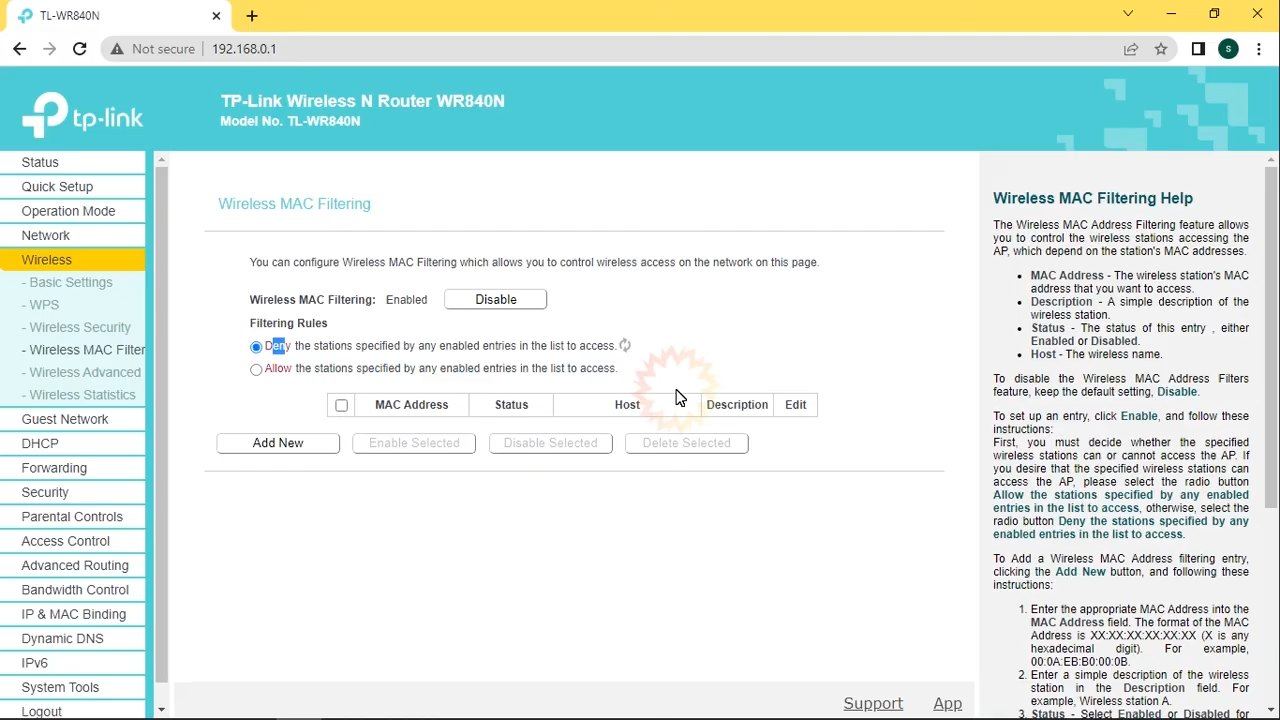 TL-WR840N
Not secure
192.168.0.1
S
tp-link
TP-Link Wireless N Router WR840N
Model No. TL-WR840N
Status
Quick Setup
Operation Mode
Network
Wireless
- Basic Settings
- WPS
- Wireless Security
- Wireless MAC Filter
- Wireless Advanced
- Wireless Statistics
Guest Network
DHCP
Forwarding
Security
Parental Controls
Access Control
Advanced Routing
Bandwidth Control
IP & MAC Binding
Dynamic DNS
IPv6
System Tools
Logout
Wireless MAC Filtering
You can configure Wireless MAC Filtering which allows you to control wireless access on the network on this page.
Wireless MAC Filtering: Enabled Disable
Filtering Rules
Deny the stations specified by any enabled entries in the list to access.
Allow the stations specified by any enabled entries in the list to access.
MAC Address Status Host Description Edit
Add New Enable Selected Disable Selected Delete Selected
Support App
Wireless MAC Filtering Help
The Wireless MAC Address Filtering feature allows
you to control the wireless stations accessing the
AP, which depend on the station's MAC addresses.
• MAC Address - The wireless station's MAC
address that you want to access.
• Description - A simple description of the
wireless station.
• Status - The status of this entry , either
Enabled or Disabled.
• Host - The wireless name.
To disable the Wireless MAC Address Filters
feature, keep the default setting, Disable.
To set up an entry, click Enable, and follow these
instructions:
First, you must decide whether the specified
wireless stations can or cannot access the AP. If
you desire that the specified wireless stations can
access the AP, please select the radio button
Allow the stations specified by any enabled
entries in the list to access, otherwise, select the
radio button Deny the stations specified by any
enabled entries in the list to access.
To Add a Wireless MAC Address filtering entry,
clicking the Add New button, and following these
instructions:
1. Enter the appropriate MAC Address into the
MAC Address field. The format of the MAC
Address is XX:XX:XX:XX:XX:XX (X is any
hexadecimal digit). For example,
00:0A:EB:B0:00:0B.
2. Enter a simple description of the wireless
station in the Description field. For
example, Wireless station A.
3. Status - Select Enabled or Disabled for